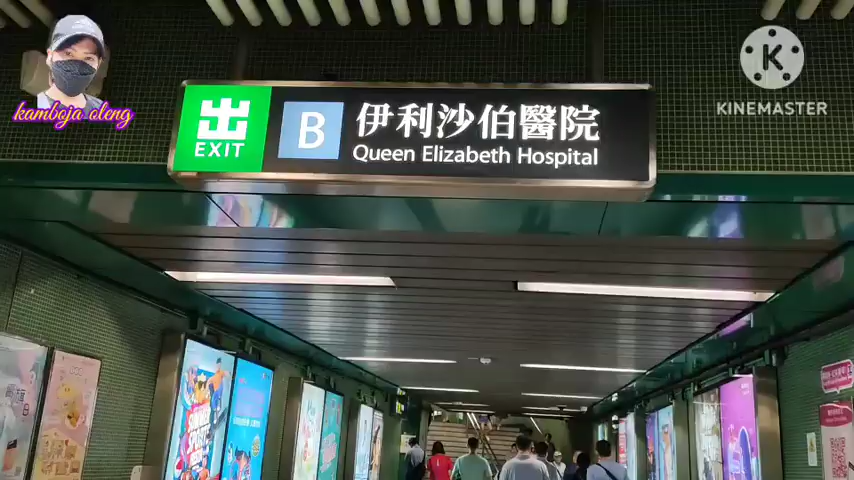 kamboja oleng
K
KINEMASTER
出
EXIT
B
伊利沙伯醫院
Queen Elizabeth Hospital